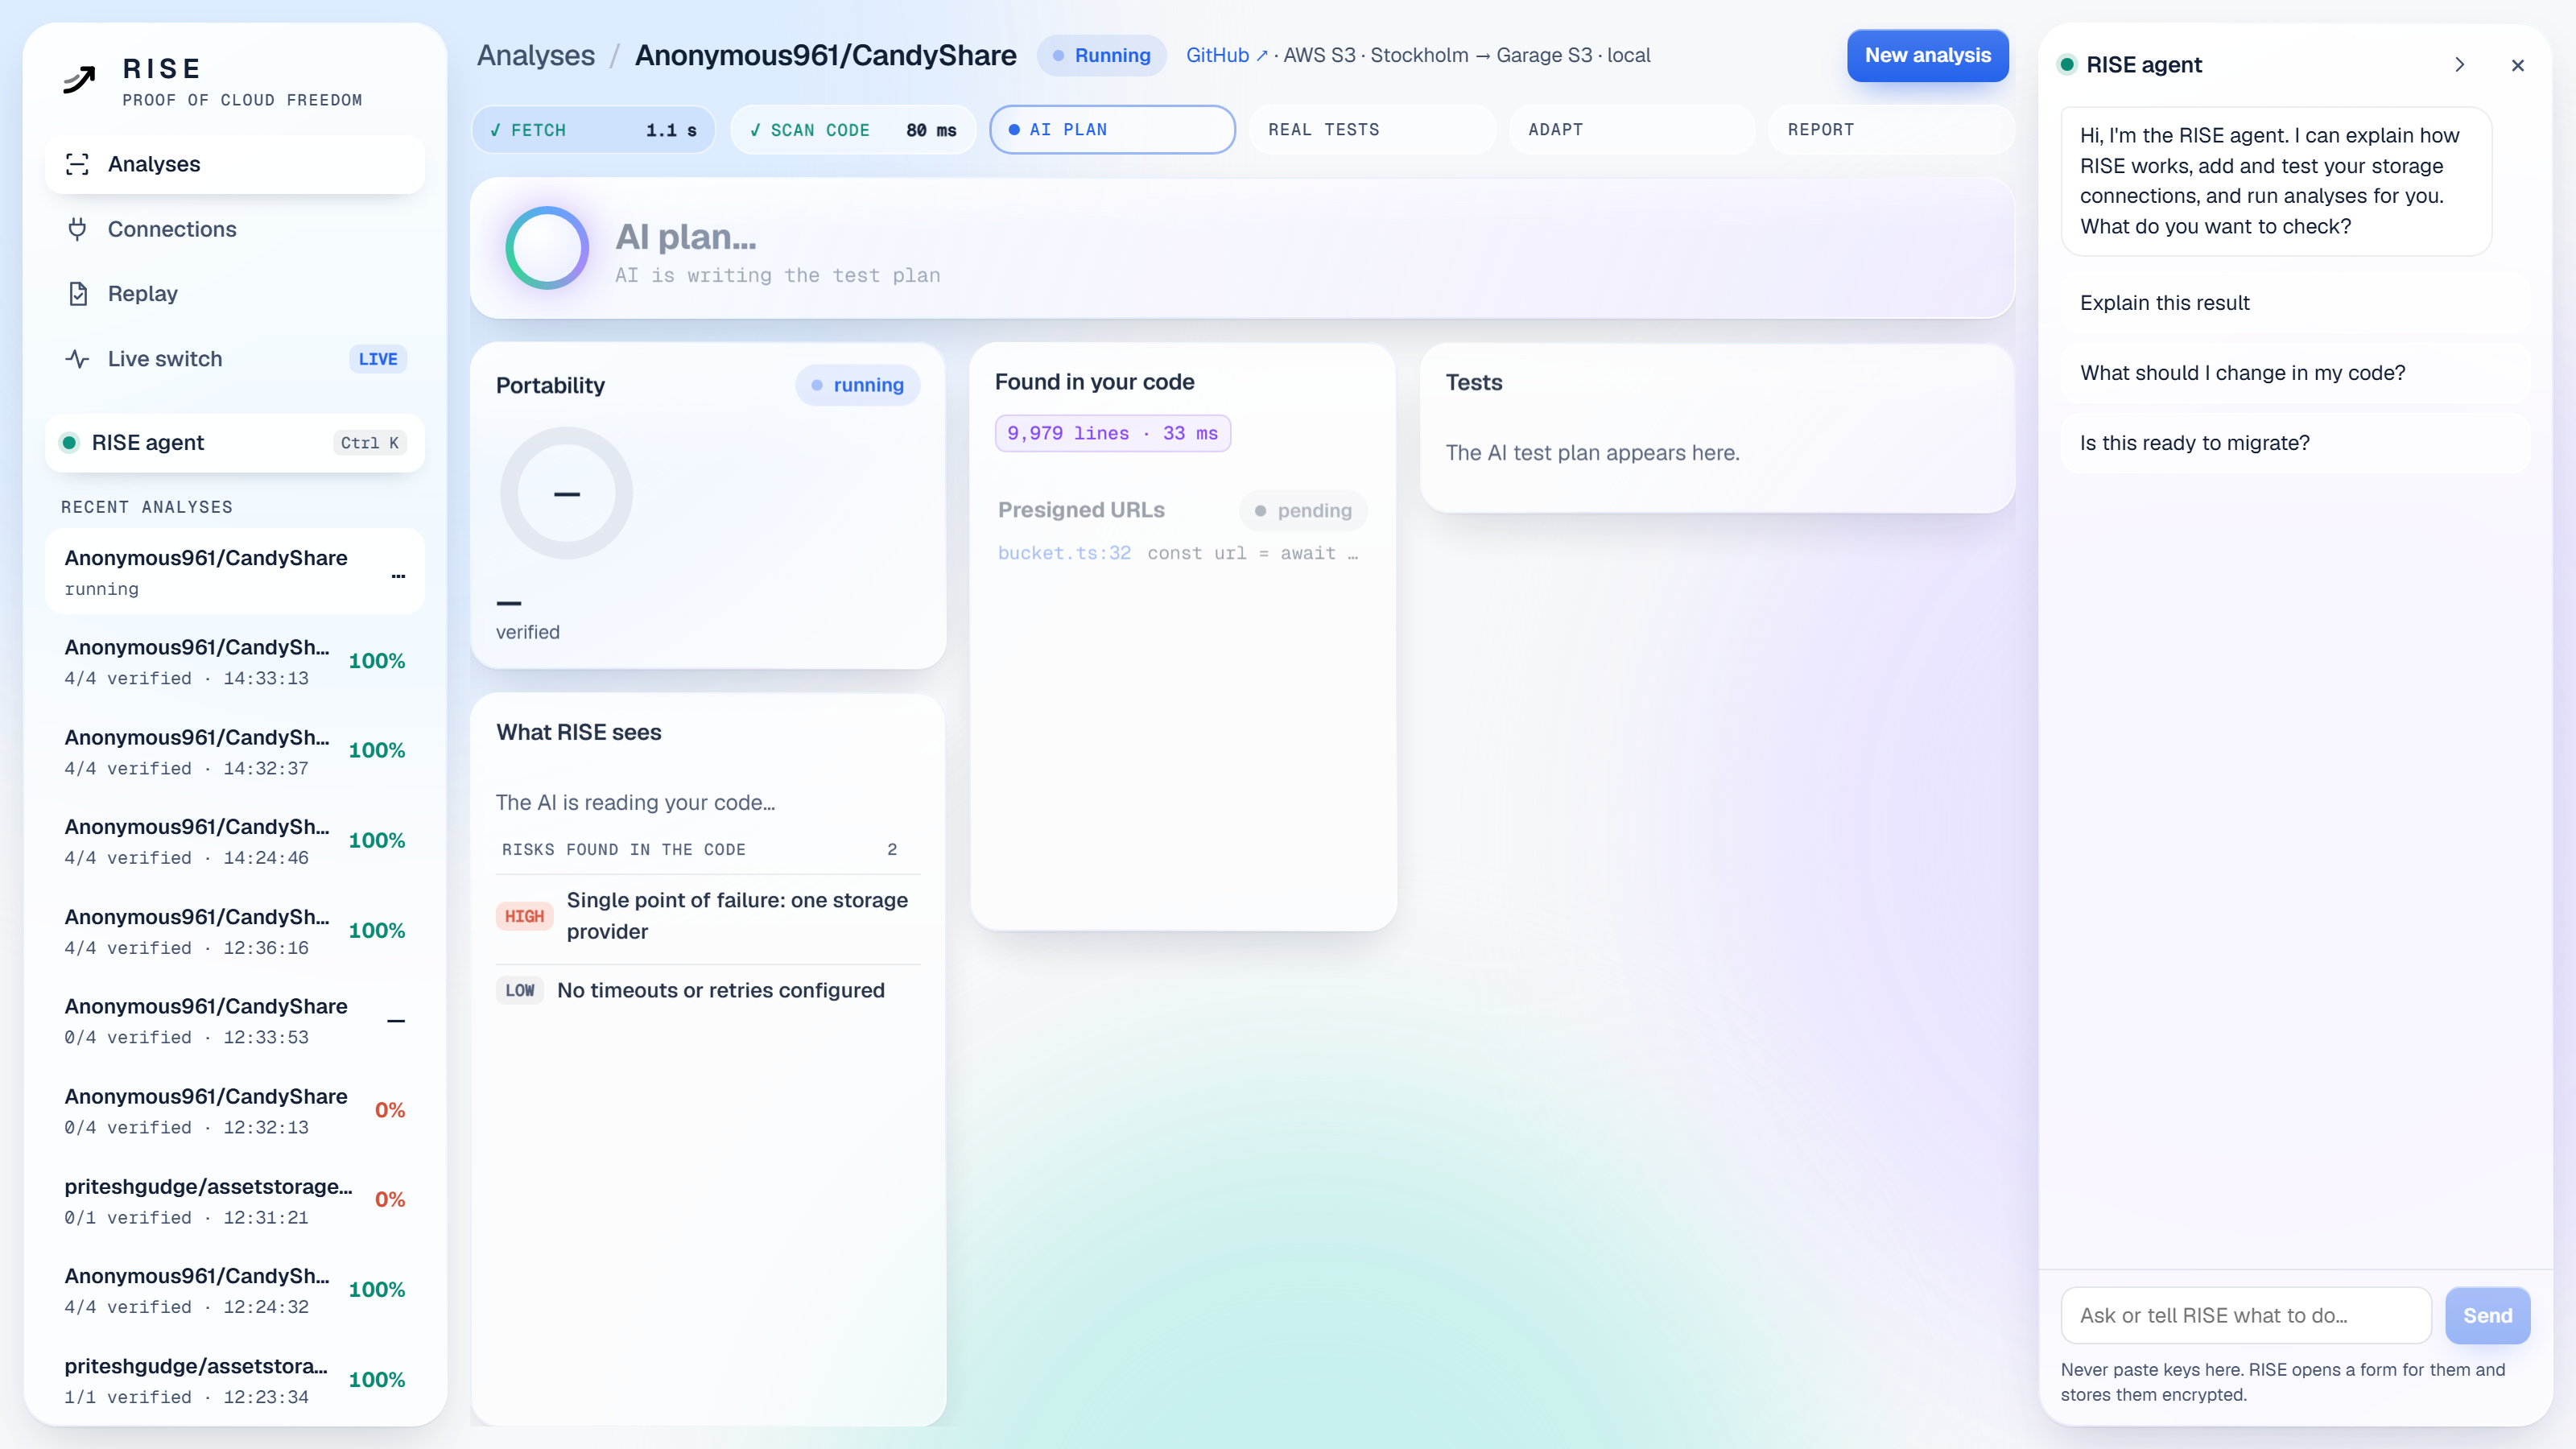 RISE
PROOF OF CLOUD FREEDOM
Analyses
Connections
Replay
Live switch LIVE
RISE agent Ctrl K
RECENT ANALYSES
Anonymous961/CandyShare …
running
Anonymous961/CandySh… 100%
4/4 verified · 14:33:13
Anonymous961/CandySh… 100%
4/4 verified · 14:32:37
Anonymous961/CandySh… 100%
4/4 verified · 14:24:46
Anonymous961/CandySh… 100%
4/4 verified · 12:36:16
Anonymous961/CandyShare —
0/4 verified · 12:33:53
Anonymous961/CandyShare 0%
0/4 verified · 12:32:13
priteshgudge/assetstorage… 0%
0/1 verified · 12:31:21
Anonymous961/CandySh… 100%
4/4 verified · 12:24:32
priteshgudge/assetstora… 100%
1/1 verified · 12:23:34
Analyses / Anonymous961/CandyShare Running GitHub ↗ · AWS S3 · Stockholm → Garage S3 · local New analysis
✓ FETCH 1.1 s ✓ SCAN CODE 80 ms AI PLAN REAL TESTS ADAPT REPORT
AI plan…
AI is writing the test plan
Portability running
—
—
verified
What RISE sees
The AI is reading your code…
RISKS FOUND IN THE CODE 2
HIGH Single point of failure: one storage
provider
LOW No timeouts or retries configured
Found in your code
9,979 lines · 33 ms
Presigned URLs pending
bucket.ts:32 const url = await …
Tests
The AI test plan appears here.
RISE agent
Hi, I'm the RISE agent. I can explain how
RISE works, add and test your storage
connections, and run analyses for you.
What do you want to check?
Explain this result
What should I change in my code?
Is this ready to migrate?
Ask or tell RISE what to do…
Send
Never paste keys here. RISE opens a form for them and
stores them encrypted.